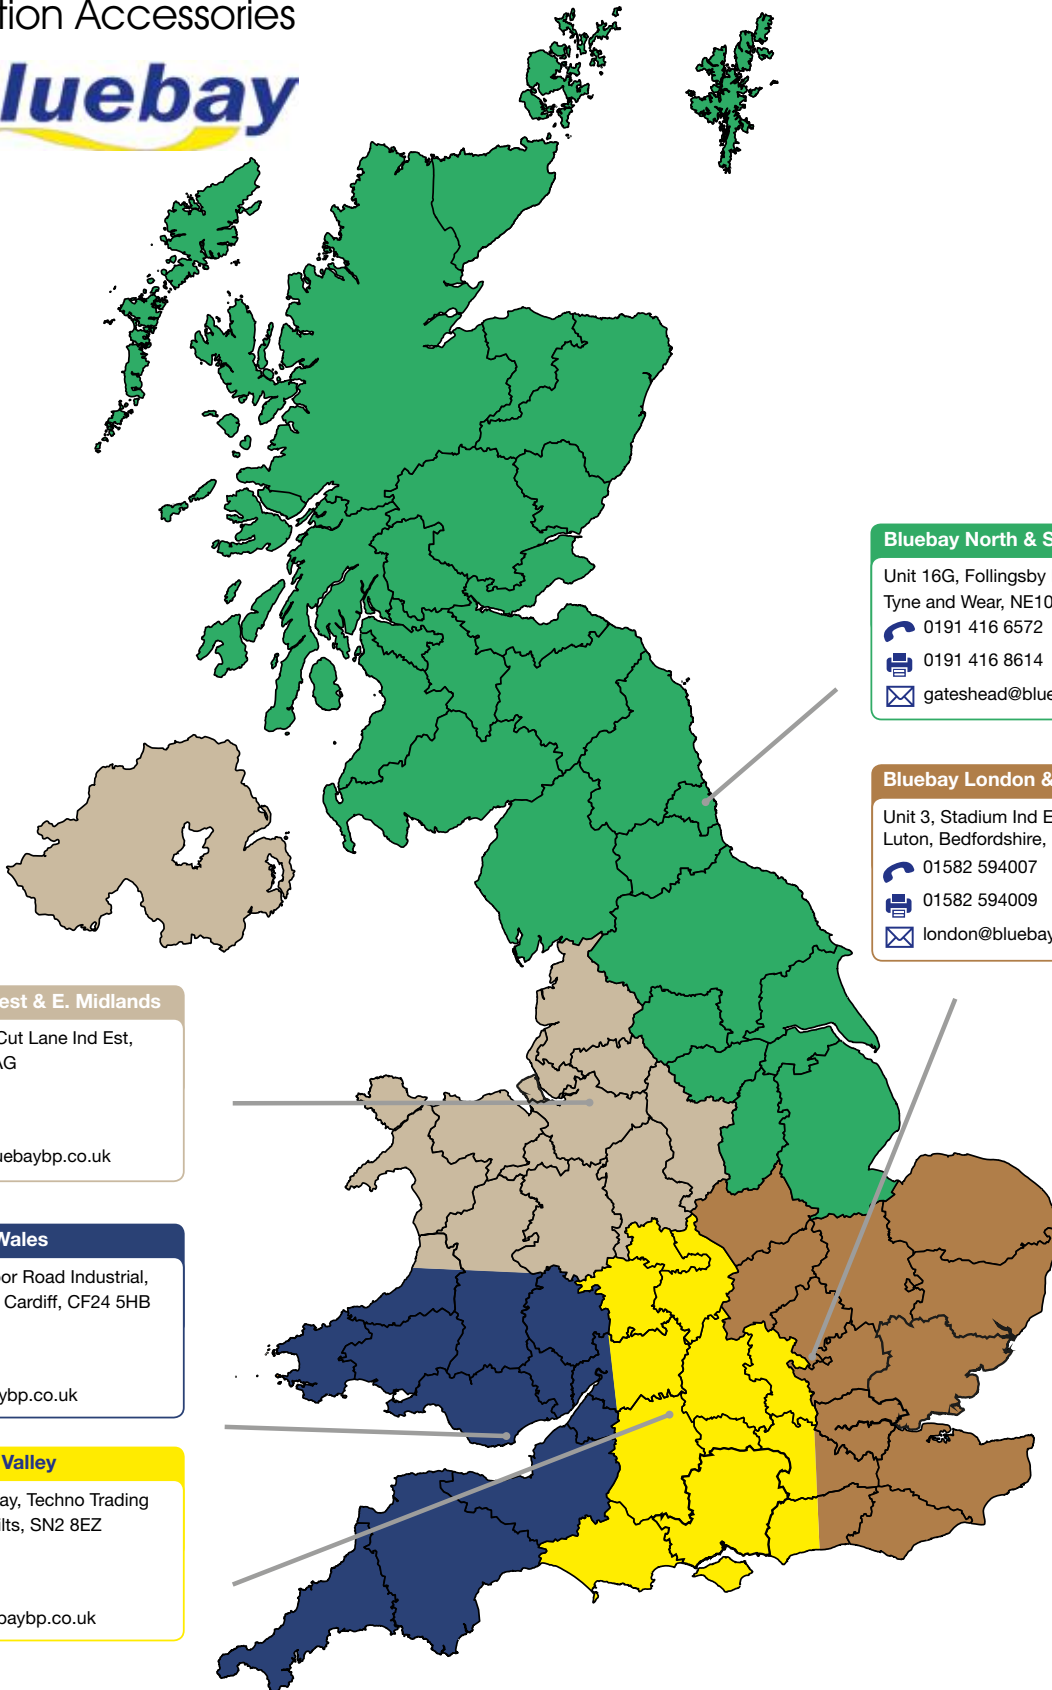 tion Accessories
luebay
Bluebay North & S
Unit 16G, Follingsby
Tyne and Wear, NE10
0191 416 6572
0191 416 8614
gateshead@blue
Bluebay London &
Unit 3, Stadium Ind E
Luton, Bedfordshire,
01582 594007
01582 594009
london@bluebay
est & E. Midlands
Cut Lane Ind Est,
AG
uebaybp.co.uk
Wales
or Road Industrial,
Cardiff, CF24 5HB
ybp.co.uk
Valley
ay, Techno Trading
ilts, SN2 8EZ
baybp.co.uk